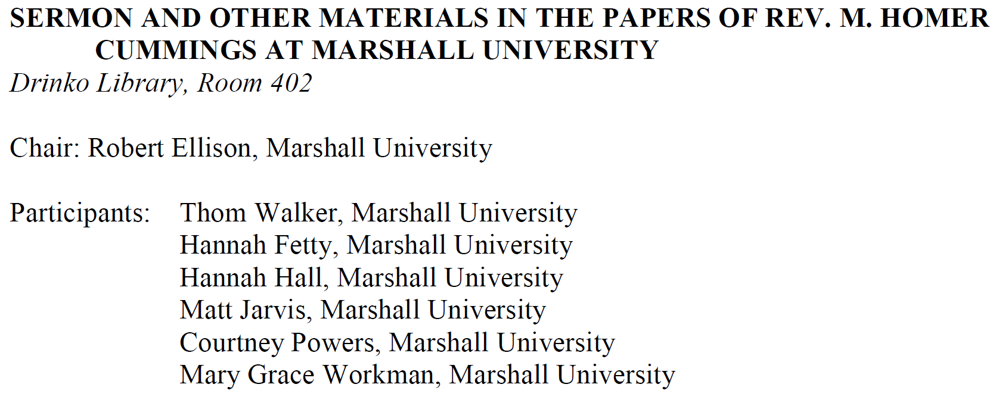 SERMON AND OTHER MATERIALS IN THE PAPERS OF REV. M. HOMER
CUMMINGS AT MARSHALL UNIVERSITY
Drinko Library, Room 402
Chair: Robert Ellison, Marshall University
Participants: Thom Walker, Marshall University
Hannah Fetty, Marshall University
Hannah Hall, Marshall University
Matt Jarvis, Marshall University
Courtney Powers, Marshall University
Mary Grace Workman, Marshall University